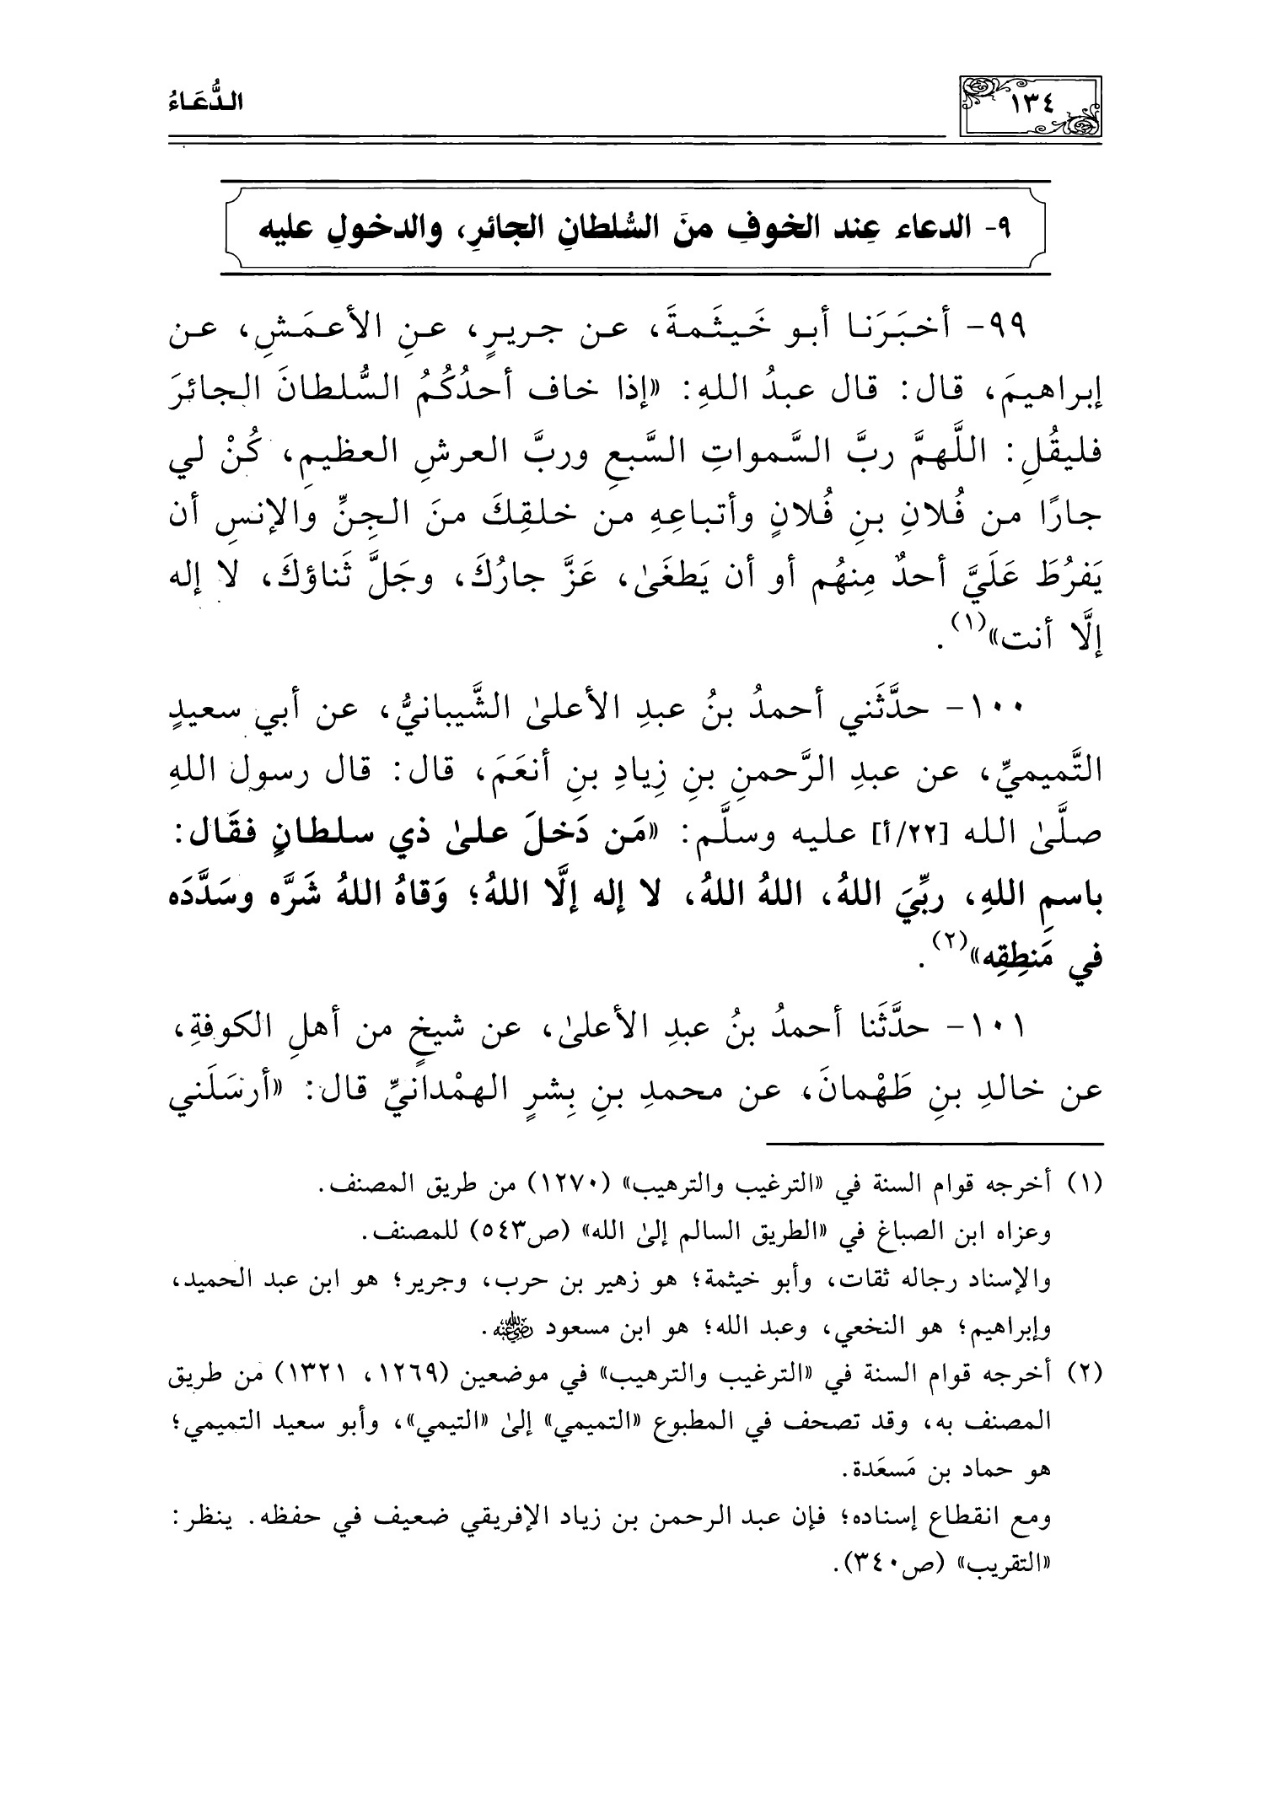 ١٣٤
الدُّعَاءُ
٩- الدعاء عِند الخوفِ منَ السُّلطانِ الجائرِ، والدخولِ عليه
٩٩- أخبَرَنا أبو خَيثَمةَ، عن جريرٍ، عنِ الأعمَشِ، عن
إبراهيمَ، قال: قال عبدُ اللهِ: «إذا خاف أحدُكُمُ السُّلطانَ الجائرَ
فليقُلِ: اللَّهمَّ ربَّ السَّمواتِ السَّبعِ وربَّ العرشِ العظيمِ، كُنْ لي
جارًا من فُلانِ بنِ فُلانٍ وأتباعِهِ من خلقِكَ منَ الجِنِّ والإنسِ أن
يَفرُطَ عَلَيَّ أحدٌ مِنهُم أو أن يَطغَىٰ، عَزَّ جارُكَ، وجَلَّ ثَناؤكَ، لا إله
إلَّا أنت»(١).
١٠٠- حدَّثَني أحمدُ بنُ عبدِ الأعلىٰ الشَّيبانيُّ، عن أبي سعيدٍ
التَّميميِّ، عن عبدِ الرَّحمنِ بنِ زِيادِ بنِ أنعَمَ، قال: قال رسول اللهِ
صلَّىٰ الله [٢٢/أ] عليه وسلَّم: «مَن دَخلَ علىٰ ذي سلطانٍ فقَال:
باسمِ اللهِ، ربِّيَ اللهُ، اللهُ اللهُ، لا إله إلَّا اللهُ؛ وَقاهُ اللهُ شَرَّه وسَدَّدَه
في مَنطِقِه»(٢).
١٠١- حدَّثَنا أحمدُ بنُ عبدِ الأعلىٰ، عن شيخٍ من أهلِ الكوفةِ،
عن خالدِ بنِ طَهْمانَ، عن محمدِ بنِ بِشرٍ الهمْدانيِّ قال: «أرسَلَني
(١) أخرجه قوام السنة في «الترغيب والترهيب» (١٢٧٠) من طريق المصنف.
وعزاه ابن الصباغ في «الطريق السالم إلىٰ الله» (ص٥٤٣) للمصنف.
والإسناد رجاله ثقات، وأبو خيثمة؛ هو زهير بن حرب، وجرير؛ هو ابن عبد الحميد،
وإبراهيم؛ هو النخعي، وعبد الله؛ هو ابن مسعود رضي الله عنه.
(٢) أخرجه قوام السنة في «الترغيب والترهيب» في موضعين (١٢٦٩، ١٣٢١) من طريق
المصنف به، وقد تصحف في المطبوع «التميمي» إلىٰ «التيمي»، وأبو سعيد التميمي؛
هو حماد بن مَسعَدة.
ومع انقطاع إسناده؛ فإن عبد الرحمن بن زياد الإفريقي ضعيف في حفظه. ينظر:
«التقريب» (ص٣٤٠).